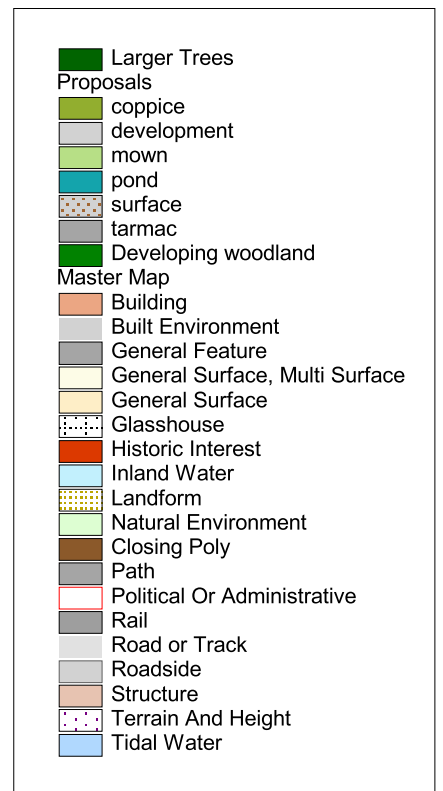 Larger Trees
Proposals
coppice
development
mown
pond
surface
tarmac
Developing woodland
Master Map
Building
Built Environment
General Feature
General Surface, Multi Surface
General Surface
Glasshouse
Historic Interest
Inland Water
Landform
Natural Environment
Closing Poly
Path
Political Or Administrative
Rail
Road or Track
Roadside
Structure
Terrain And Height
Tidal Water